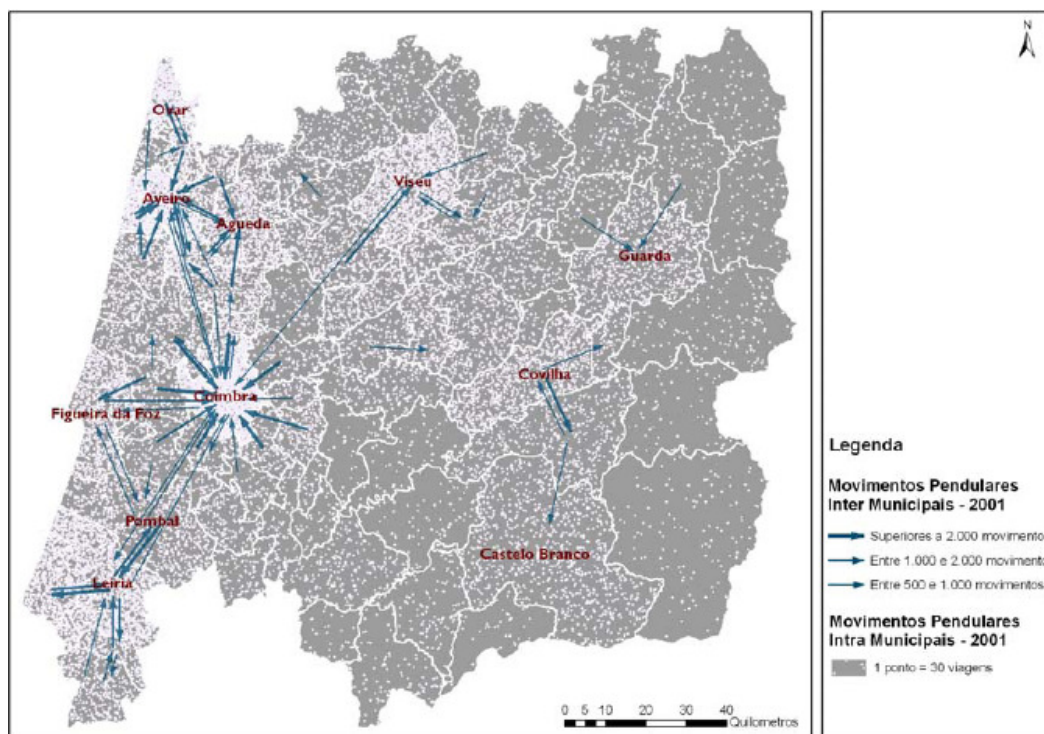 N
Ovar
Aveiro
Agueda
Viseu
Guarda
Covilha
Coimbra
Figueira da Foz
Pombal
Castelo Branco
Leiria
0 5 10 20 30 40
Quilometros
Legenda
Movimentos Pendulares
Inter Municipais - 2001
Superiores a 2.000 movimento
Entre 1.000 e 2.000 movimento
Entre 500 e 1.000 movimentos
Movimentos Pendulares
Intra Municipais - 2001
1 ponto = 30 viagens